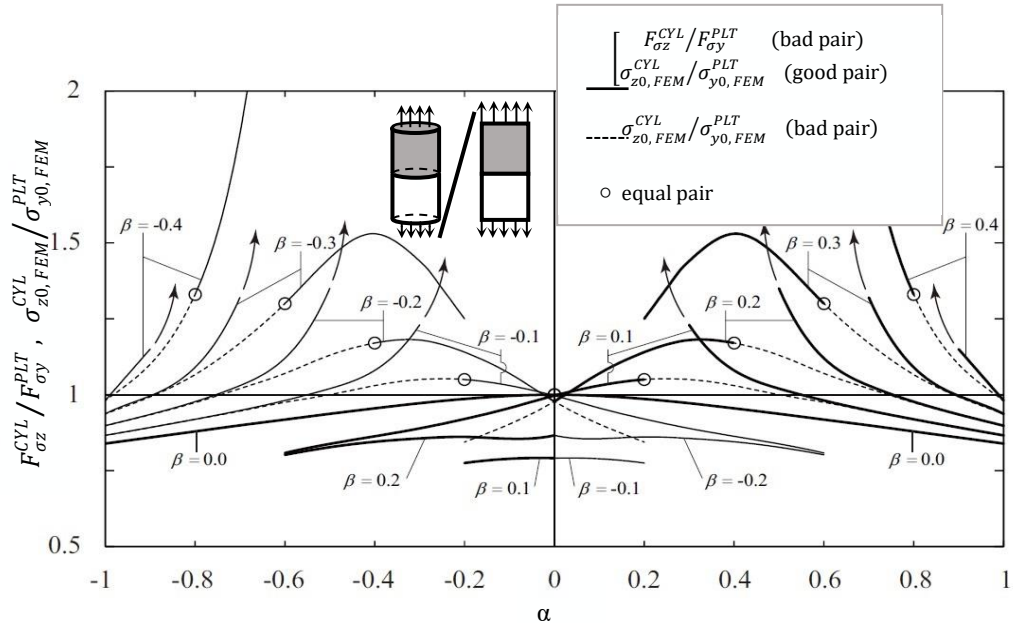 F_{σz}^{CYL}/F_{σy}^{PLT} (bad pair)
σ_{z0, FEM}^{CYL}/σ_{y0, FEM}^{PLT} (good pair)
σ_{z0, FEM}^{CYL}/σ_{y0, FEM}^{PLT} (bad pair)
equal pair
F_{σz}^{CYL} / F_{σy}^{PLT} , σ_{z0, FEM}^{CYL}/σ_{y0, FEM}^{PLT}
2
1.5
1
0.5
β = -0.4
β = -0.3
β = -0.2
β = -0.1
β = 0.1
β = 0.2
β = 0.3
β = 0.4
β = 0.0
β = 0.2
β = 0.1
β = -0.1
β = -0.2
β = 0.0
-1 -0.8 -0.6 -0.4 -0.2 0 0.2 0.4 0.6 0.8 1
α